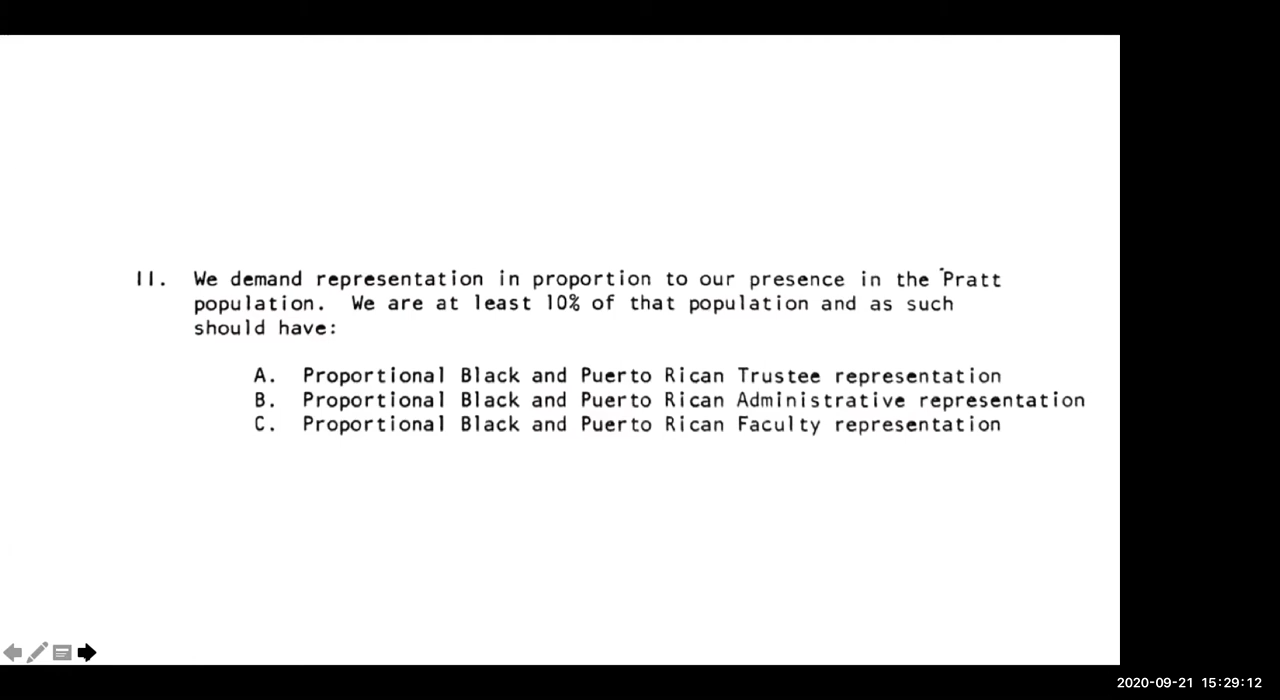 II. We demand representation in proportion to our presence in the Pratt
population. We are at least 10% of that population and as such
should have:
A. Proportional Black and Puerto Rican Trustee representation
B. Proportional Black and Puerto Rican Administrative representation
C. Proportional Black and Puerto Rican Faculty representation
2020-09-21 15:29:12